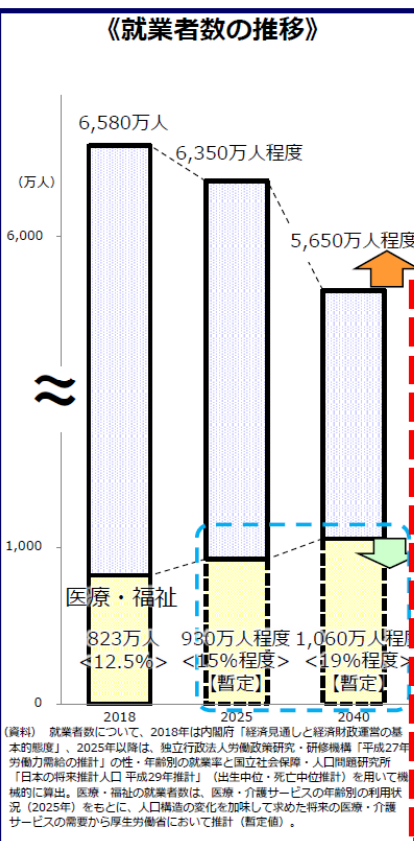 《就業者数の推移》
6,580万人
6,350万人程度
(万人)
6,000
5,650万人程度
1,000
医療・福祉
823万人
<12.5%>
930万人程度
<15%程度>
【暫定】
1,060万人程度
<19%程度>
【暫定】
0
2018
2025
2040
(資料) 就業者数について、2018年は内閣府「経済見通しと経済財政運営の基
本的態度」、2025年以降は、独立行政法人労働政策研究・研修機構「平成27年
労働力需給の推計」の性・年齢別の就業率と国立社会保障・人口問題研究所
「日本の将来推計人口 平成29年推計」（出生中位・死亡中位推計）を用いて機
械的に算出。医療・福祉の就業者数は、医療・介護サービスの年齢別の利用状
況（2025年）をもとに、人口構造の変化を加味して求めた将来の医療・介護
サービスの需要から厚生労働省において推計（暫定値）。